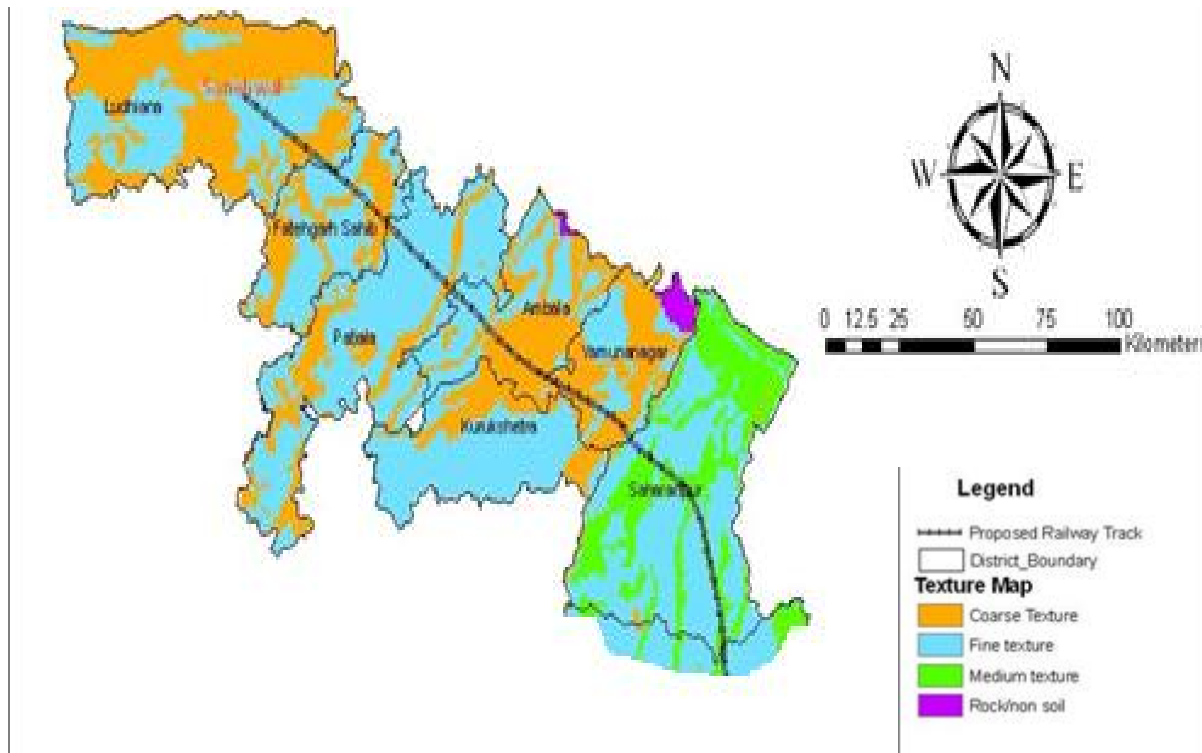 N
W E
S
0 12.5 25 50 75 100
Kilometers
Ludhiana
Fatehgarh Sahib
Patiala
Ambala
Yamunanagar
Kurukshetra
Saharanpur
Legend
Proposed Railway Track
District_Boundary
Texture Map
Coarse Texture
Fine texture
Medium texture
Rock/non soil